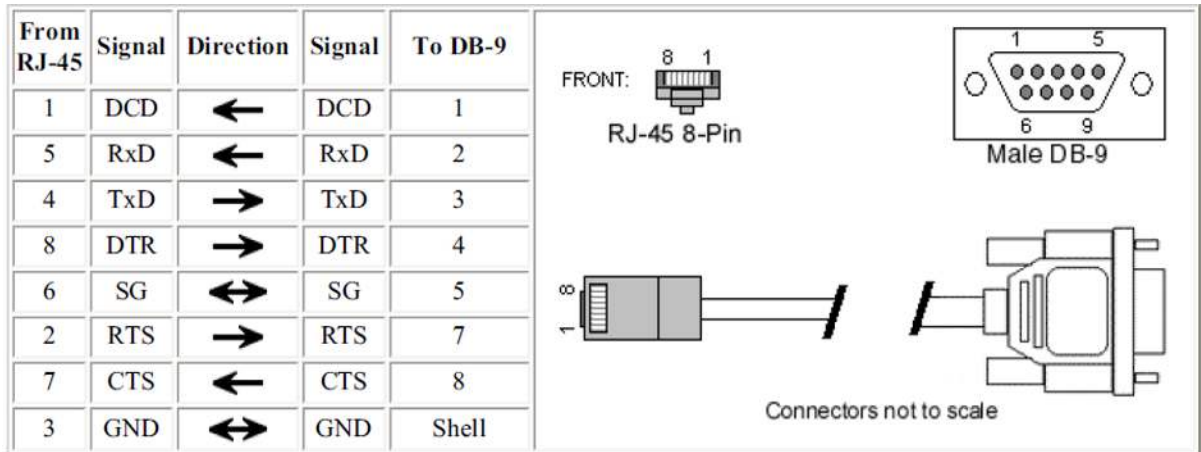 From RJ-45 Signal Direction Signal To DB-9
1 DCD ← DCD 1
5 RxD ← RxD 2
4 TxD → TxD 3
8 DTR → DTR 4
6 SG ↔ SG 5
2 RTS → RTS 7
7 CTS ← CTS 8
3 GND ↔ GND Shell
8 1
FRONT:
RJ-45 8-Pin
1 5
6 9
Male DB-9
8
1
Connectors not to scale